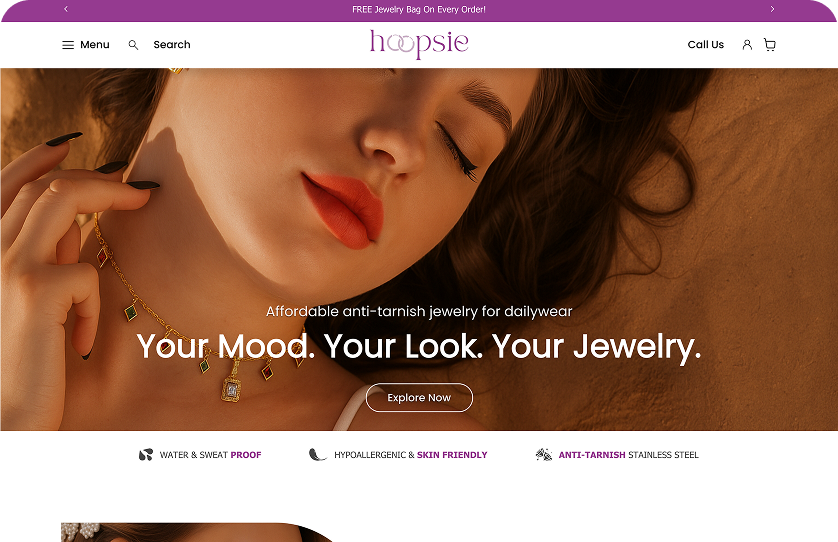 FREE Jewelry Bag On Every Order!
Menu Search hoopsie Call Us
Affordable anti-tarnish jewelry for dailywear
Your Mood. Your Look. Your Jewelry.
Explore Now
WATER & SWEAT PROOF HYPOALLERGENIC & SKIN FRIENDLY ANTI-TARNISH STAINLESS STEEL